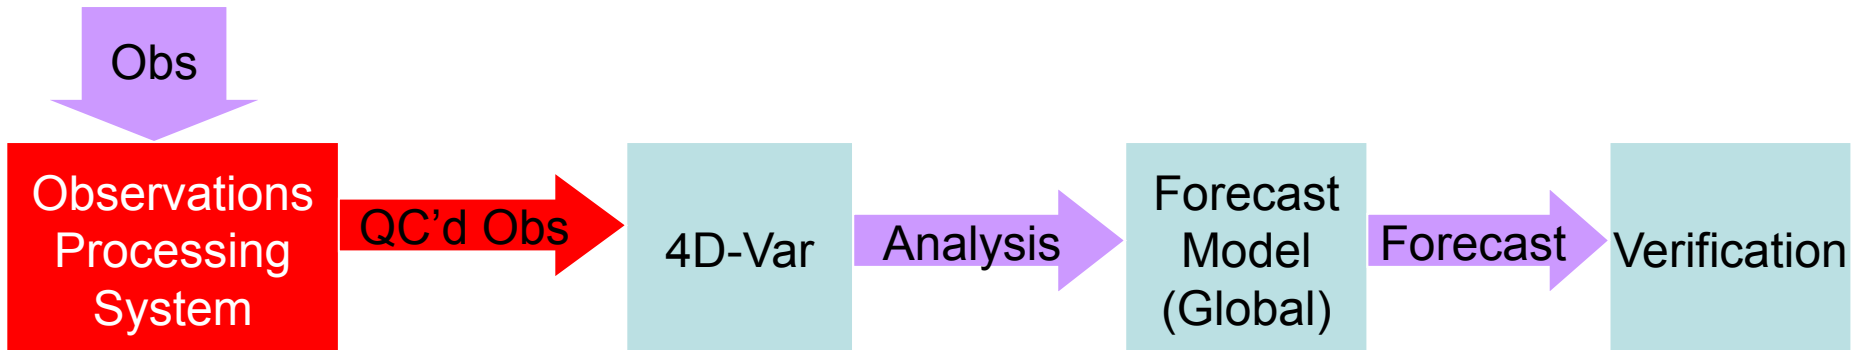 Obs
Observations
Processing
System
QC’d Obs
4D-Var
Analysis
Forecast
Model
(Global)
Forecast
Verification